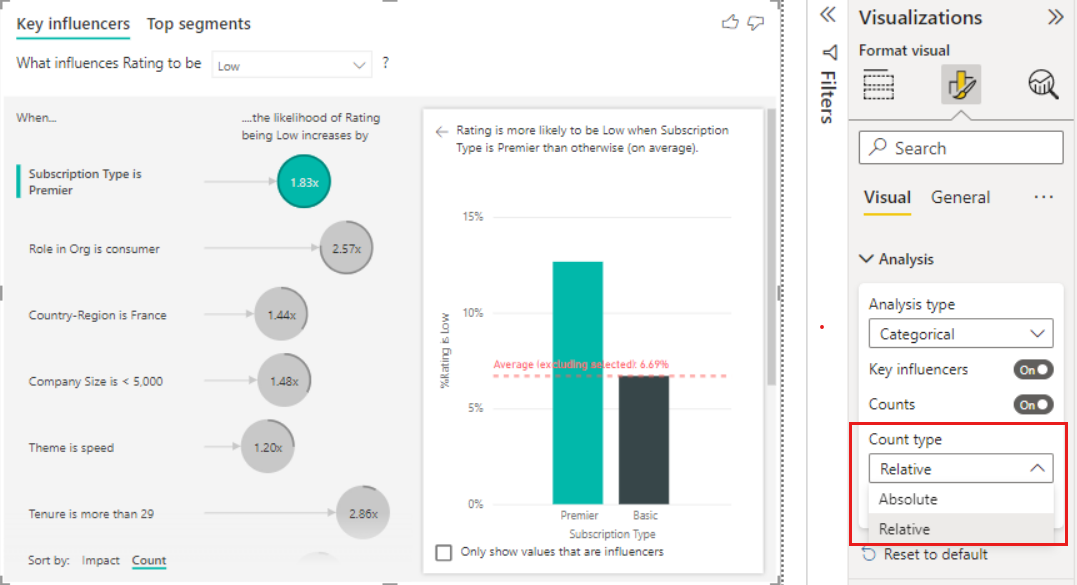 Key influencers Top segments
What influences Rating to be Low ?
When...
....the likelihood of Rating
being Low increases by
Subscription Type is
Premier
1.83x
Role in Org is consumer
2.57x
Country-Region is France
1.44x
Company Size is < 5,000
1.48x
Theme is speed
1.20x
Tenure is more than 29
2.86x
Sort by: Impact Count
Rating is more likely to be Low when Subscription
Type is Premier than otherwise (on average).
15%
10%
5%
0%
%Rating is Low
Average (excluding selected): 6.69%
Premier Basic
Subscription Type
Only show values that are influencers
Filters
Visualizations
Format visual
Search
Visual General
Analysis
Analysis type
Categorical
Key influencers On
Counts On
Count type
Relative
Absolute
Relative
Reset to default